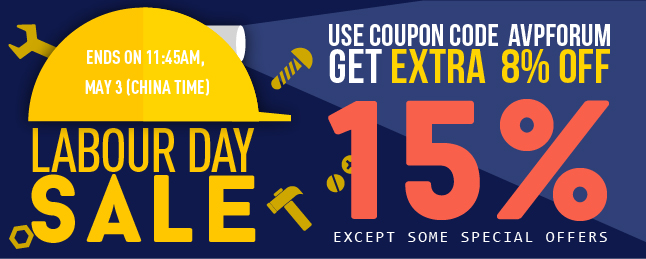 ENDS ON 11:45AM,
MAY 3 (CHINA TIME)
LABOUR DAY
SALE
USE COUPON CODE AVPFORUM
GET EXTRA 8% OFF
15%
EXCEPT SOME SPECIAL OFFERS